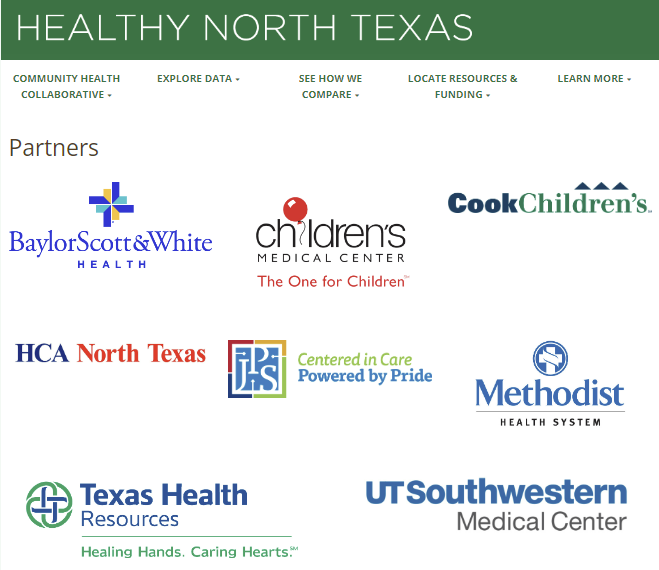 HEALTHY NORTH TEXAS
COMMUNITY HEALTH
COLLABORATIVE
EXPLORE DATA
SEE HOW WE
COMPARE
LOCATE RESOURCES &
FUNDING
LEARN MORE
Partners
BaylorScott&White
HEALTH
children's
MEDICAL CENTER
The One for Children℠
CookChildren's™
HCA North Texas
JPS
Centered in Care
Powered by Pride
Methodist
HEALTH SYSTEM
Texas Health
Resources
Healing Hands. Caring Hearts.℠
UTSouthwestern
Medical Center